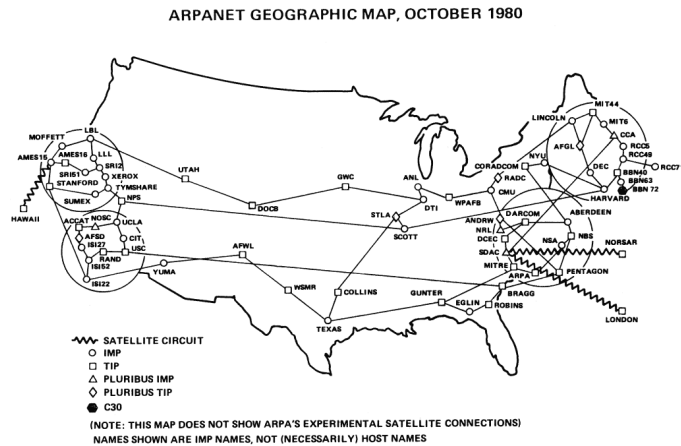 ARPANET GEOGRAPHIC MAP, OCTOBER 1980
MOFFETT
LBL
AMES15
AMES16
LLL
SRI2
SRI51
XEROX
STANFORD
TYMSHARE
SUMEX
NPS
HAWAII
ACCAT
NOSC
UCLA
AFSD
CIT
ISI27
USC
RAND
ISI52
ISI22
YUMA
UTAH
DOCB
GWC
AFWL
WSMR
TEXAS
COLLINS
STLA
ANL
DTI
SCOTT
WPAFB
GUNTER
EGLIN
ROBINS
BRAGG
LINCOLN
MIT44
MIT6
CCA
RCC5
RCC49
RCC7
AFGL
DEC
BBN40
BBN63
BBN 72
HARVARD
CORADCOM
NYU
RADC
CMU
ANDRW
DARCOM
ABERDEEN
NRL
DCEC
NBS
NSA
SDAC
NORSAR
MITRE
ARPA
PENTAGON
LONDON
SATELLITE CIRCUIT
IMP
TIP
PLURIBUS IMP
PLURIBUS TIP
C30
(NOTE: THIS MAP DOES NOT SHOW ARPA'S EXPERIMENTAL SATELLITE CONNECTIONS)
NAMES SHOWN ARE IMP NAMES, NOT (NECESSARILY) HOST NAMES